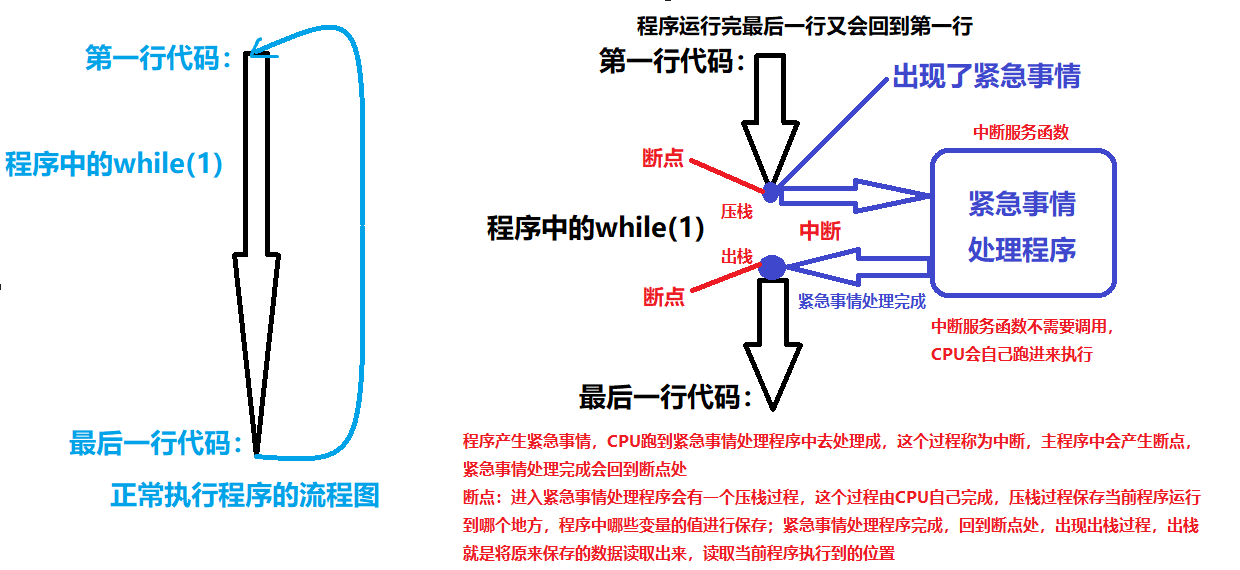 第一行代码：
程序中的while(1)
最后一行代码：
正常执行程序的流程图
程序运行完最后一行又会回到第一行
第一行代码：
出现了紧急事情
中断服务函数
断点
压栈
紧急事情
处理程序
程序中的while(1)
中断
出栈
断点
紧急事情处理完成
中断服务函数不需要调用，
CPU会自己跑进来执行
最后一行代码：
程序产生紧急事情，CPU跑到紧急事情处理程序中去处理成，这个过程称为中断，主程序中会产生断点，
紧急事情处理完成会回到断点处
断点：进入紧急事情处理程序会有一个压栈过程，这个过程由CPU自己完成，压栈过程保存当前程序运行
到哪个地方，程序中哪些变量的值进行保存；紧急事情处理程序完成，回到断点处，出现出栈过程，出栈
就是将原来保存的数据读取出来，读取当前程序执行到的位置